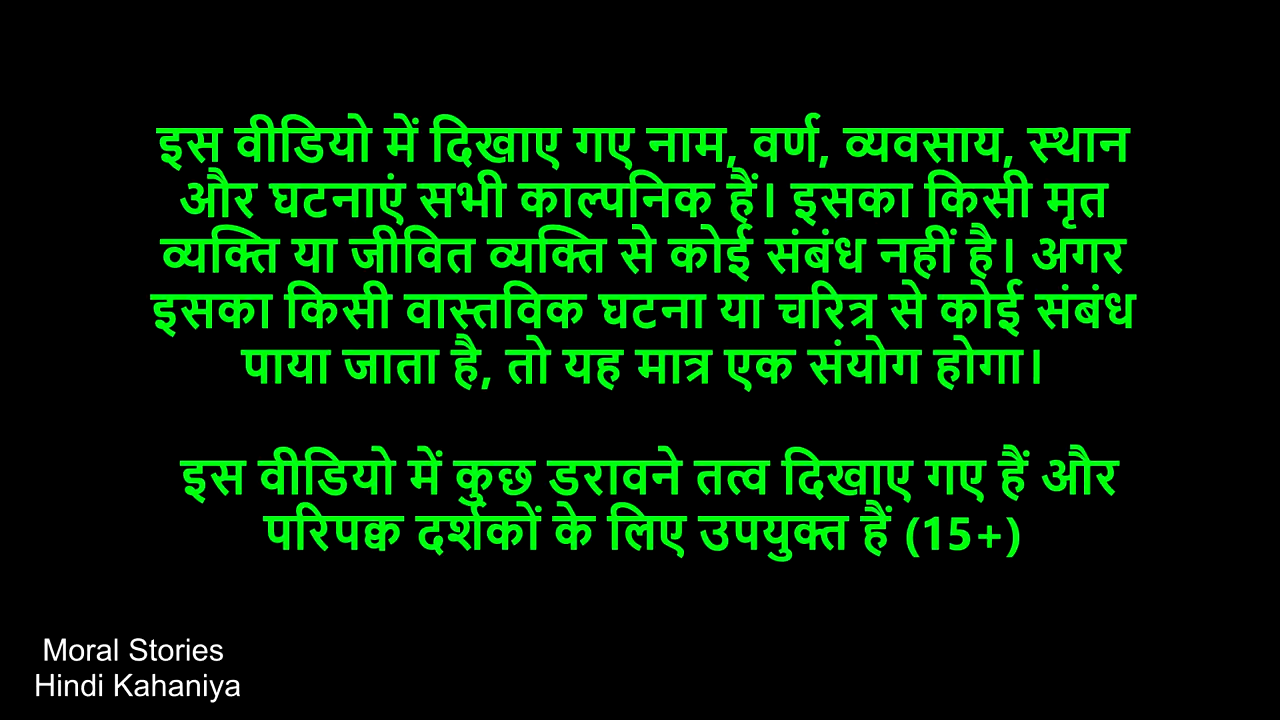 इस वीडियो में दिखाए गए नाम, वर्ण, व्यवसाय, स्थान
और घटनाएं सभी काल्पनिक हैं। इसका किसी मृत
व्यक्ति या जीवित व्यक्ति से कोई संबंध नहीं है। अगर
इसका किसी वास्तविक घटना या चरित्र से कोई संबंध
पाया जाता है, तो यह मात्र एक संयोग होगा।
इस वीडियो में कुछ डरावने तत्व दिखाए गए हैं और
परिपक्व दर्शकों के लिए उपयुक्त हैं (15+)
Moral Stories
Hindi Kahaniya